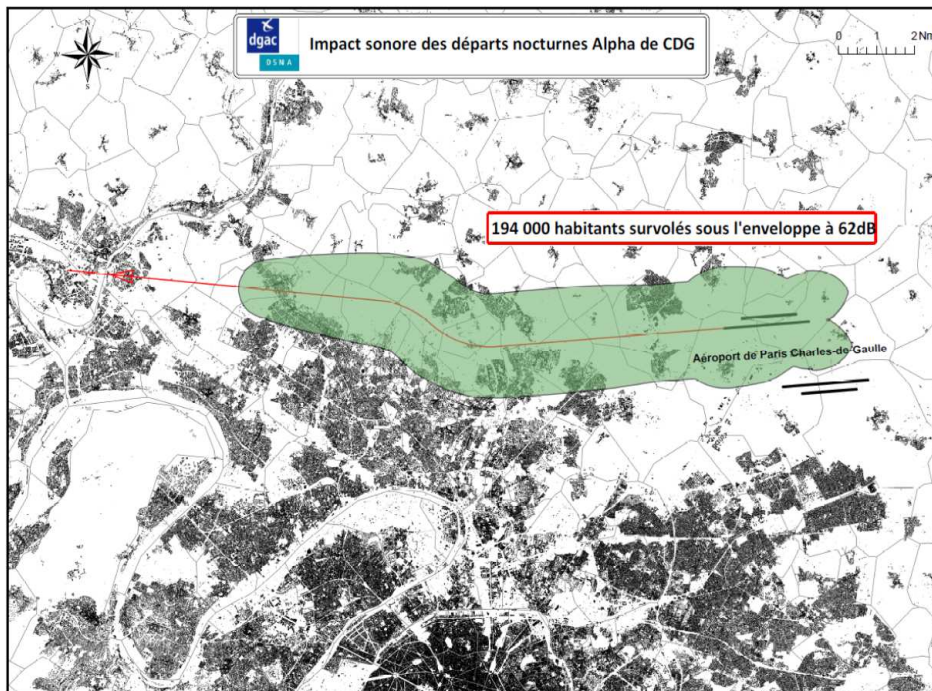 dgac
DSNA
Impact sonore des départs nocturnes Alpha de CDG
0 1 2 Nm
N
S
194 000 habitants survolés sous l'enveloppe à 62dB
Aéroport de Paris Charles-de-Gaulle